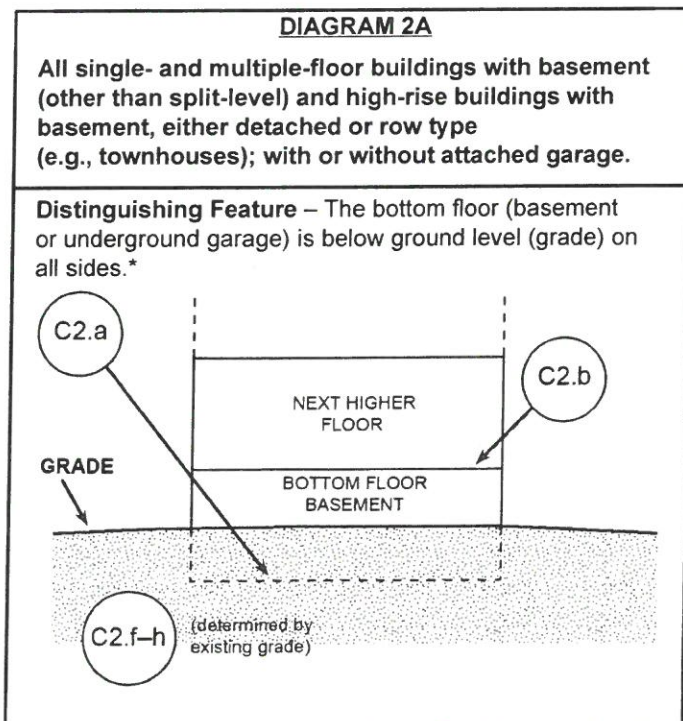 DIAGRAM 2A
All single- and multiple-floor buildings with basement
(other than split-level) and high-rise buildings with
basement, either detached or row type
(e.g., townhouses); with or without attached garage.
Distinguishing Feature – The bottom floor (basement
or underground garage) is below ground level (grade) on
all sides.*
C2.a
C2.b
NEXT HIGHER
FLOOR
GRADE
BOTTOM FLOOR
BASEMENT
C2.f–h
(determined by
existing grade)